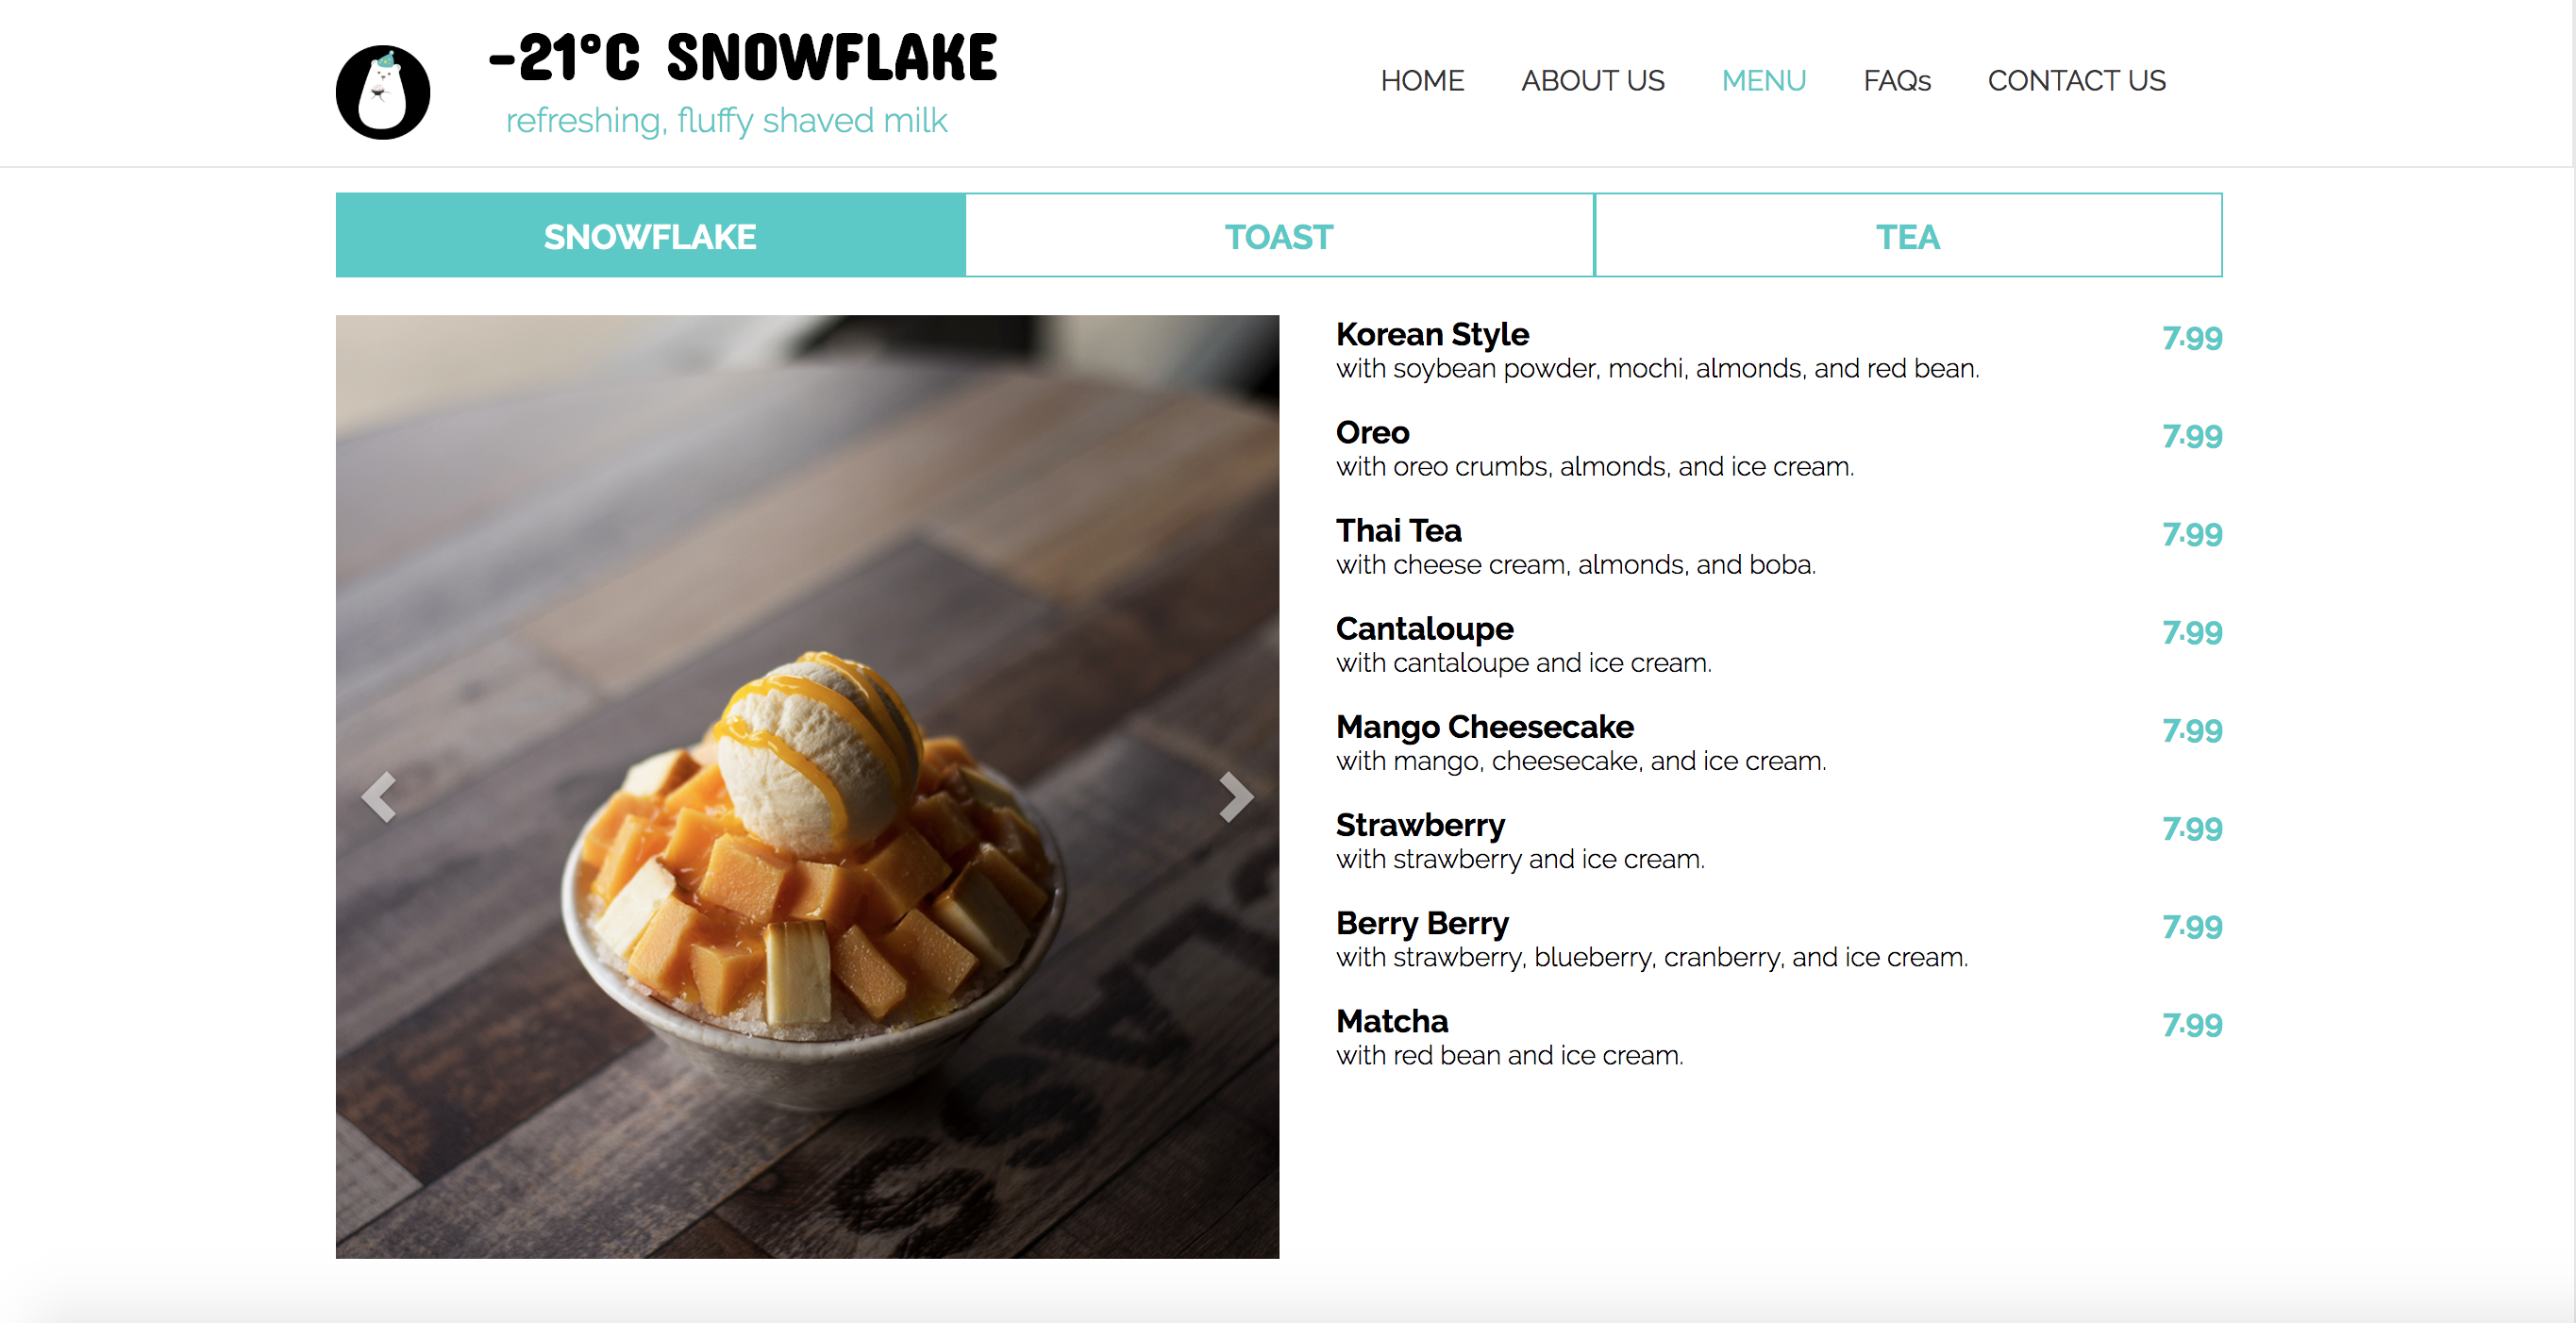 -21°C SNOWFLAKE
refreshing, fluffy shaved milk
HOME ABOUT US MENU FAQs CONTACT US
SNOWFLAKE TOAST TEA
Korean Style 7.99
with soybean powder, mochi, almonds, and red bean.
Oreo 7.99
with oreo crumbs, almonds, and ice cream.
Thai Tea 7.99
with cheese cream, almonds, and boba.
Cantaloupe 7.99
with cantaloupe and ice cream.
Mango Cheesecake 7.99
with mango, cheesecake, and ice cream.
Strawberry 7.99
with strawberry and ice cream.
Berry Berry 7.99
with strawberry, blueberry, cranberry, and ice cream.
Matcha 7.99
with red bean and ice cream.